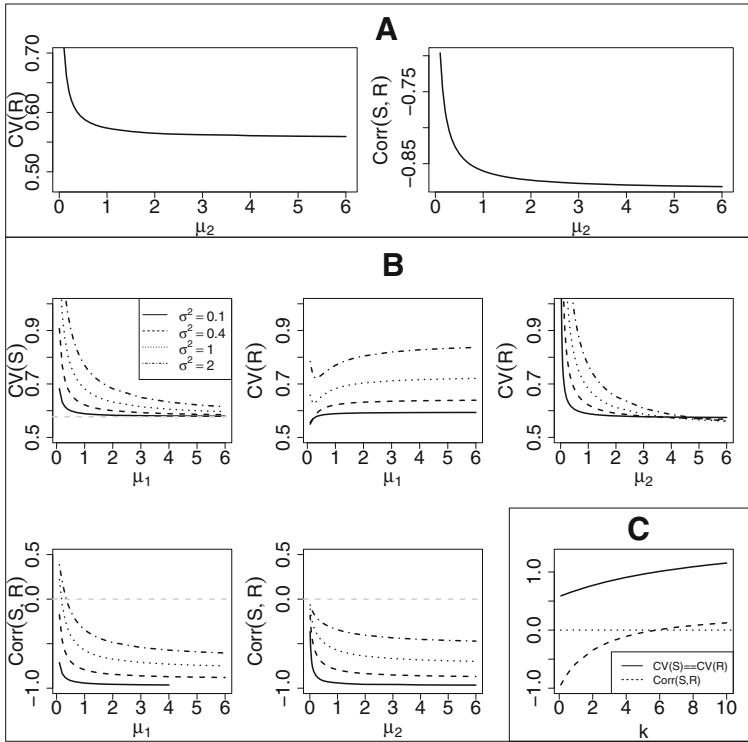 A
CV(R)
0.50 0.60 0.70
0 1 2 3 4 5 6
μ₂
Corr(S, R)
−0.85 −0.75
0 1 2 3 4 5 6
μ₂
B
CV(S)
0.5 0.7 0.9
0 1 2 3 4 5 6
μ₁
σ² = 0.1
σ² = 0.4
σ² = 1
σ² = 2
CV(R)
0.5 0.7 0.9
0 1 2 3 4 5 6
μ₁
CV(R)
0.5 0.7 0.9
0 1 2 3 4 5 6
μ₂
Corr(S, R)
−1.0 0.0 0.5
0 1 2 3 4 5 6
μ₁
Corr(S, R)
−1.0 0.0 0.5
0 1 2 3 4 5 6
μ₂
C
−1.0 0.0 1.0
CV(S)==CV(R)
Corr(S,R)
0 2 4 6 8 10
k